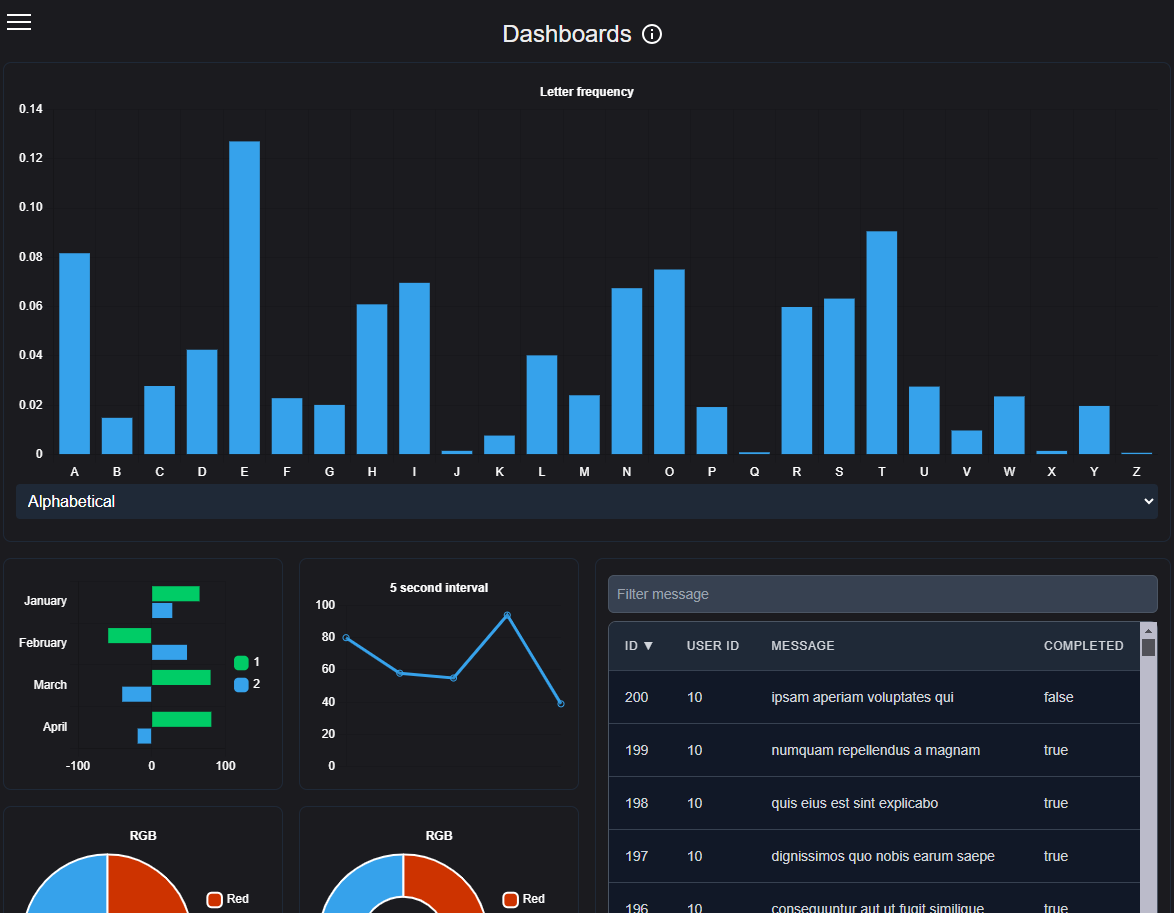 Dashboards
Letter frequency
0.14
0.12
0.10
0.08
0.06
0.04
0.02
0
A B C D E F G H I J K L M N O P Q R S T U V W X Y Z
Alphabetical
January
February
March
April
-100 0 100
1
2
5 second interval
100
80
60
40
20
0
Filter message
ID ▼ USER ID MESSAGE COMPLETED
200 10 ipsam aperiam voluptates qui false
199 10 numquam repellendus a magnam true
198 10 quis eius est sint explicabo true
197 10 dignissimos quo nobis earum saepe true
196 10 consequuntur aut ut fugit similique true
RGB
Red
RGB
Red